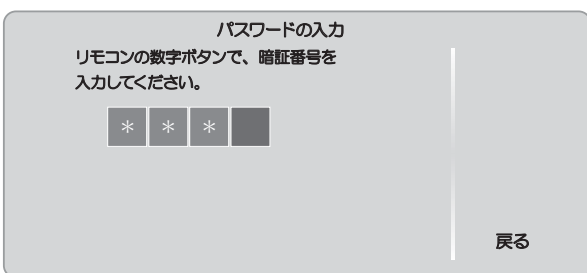 パスワードの入力
リモコンの数字ボタンで、暗証番号を
入力してください。
＊ ＊ ＊
戻る